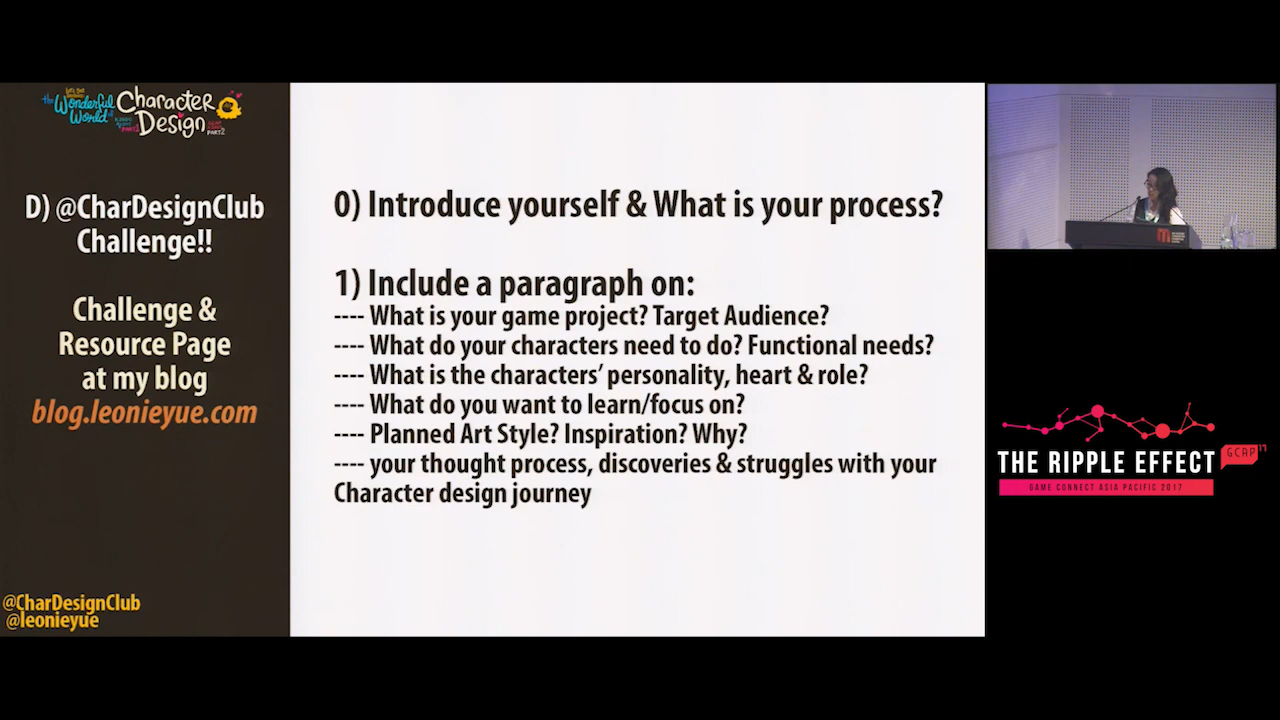 Wonderful
World
Character
Design
PART2
D) @CharDesignClub
Challenge!!
Challenge &
Resource Page
at my blog
blog.leonieyue.com
@CharDesignClub
@leonieyue
0) Introduce yourself & What is your process?
1) Include a paragraph on:
---- What is your game project? Target Audience?
---- What do your characters need to do? Functional needs?
---- What is the characters’ personality, heart & role?
---- What do you want to learn/focus on?
---- Planned Art Style? Inspiration? Why?
---- your thought process, discoveries & struggles with your
Character design journey
THE RIPPLE EFFECT
GCAP 17
GAME CONNECT ASIA PACIFIC 2017